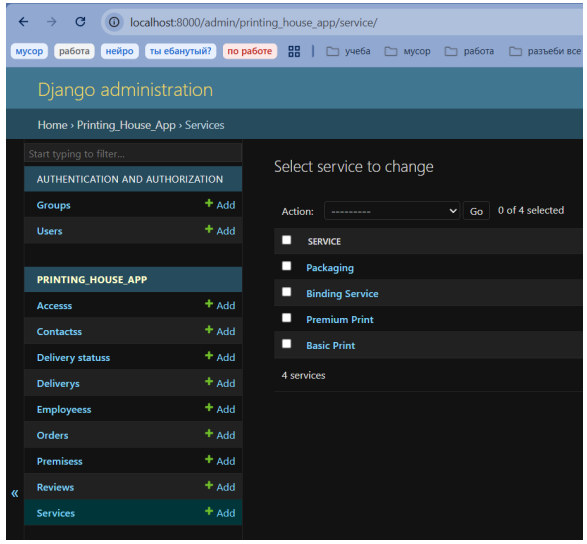 localhost:8000/admin/printing_house_app/service/
мусор работа нейро ты ебанутый? по работе учеба мусор работа разъеби все
Django administration
Home › Printing_House_App › Services
Start typing to filter...
AUTHENTICATION AND AUTHORIZATION
Groups + Add
Users + Add
PRINTING_HOUSE_APP
Accesss + Add
Contactss + Add
Delivery statuss + Add
Deliverys + Add
Employeess + Add
Orders + Add
Premisess + Add
Reviews + Add
Services + Add
«
Select service to change
Action: --------- Go 0 of 4 selected
SERVICE
Packaging
Binding Service
Premium Print
Basic Print
4 services